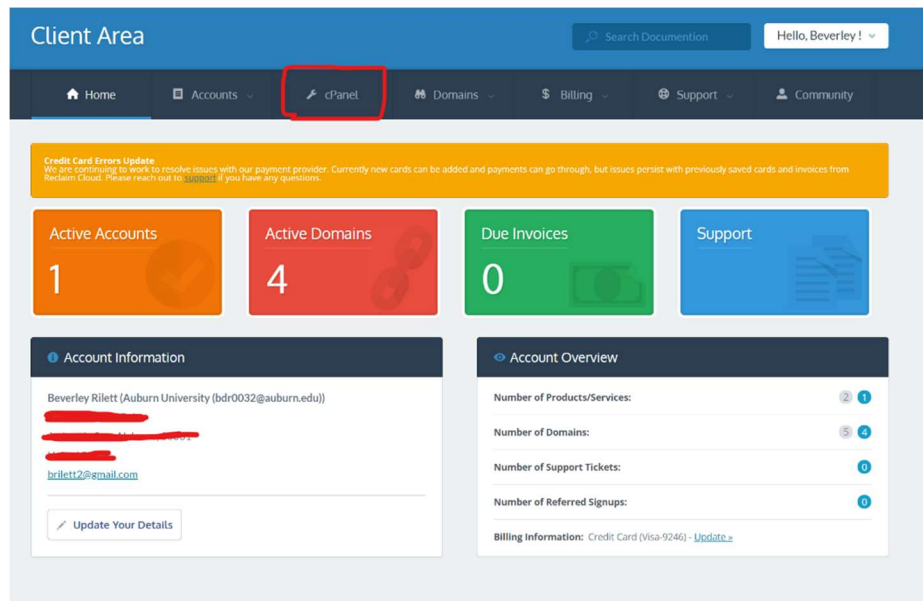 Client Area
Search Documention
Hello, Beverley !
Home
Accounts
cPanel
Domains
$ Billing
Support
Community
Credit Card Errors Update
We are continuing to work to resolve issues with our payment provider. Currently new cards can be added and payments can go through, but issues persist with previously saved cards and invoices from
Reclaim Cloud. Please reach out to support if you have any questions.
Active Accounts
1
Active Domains
4
Due Invoices
0
Support
Account Information
Beverley Rilett (Auburn University (bdr0032@auburn.edu))
brilett2@gmail.com
Update Your Details
Account Overview
Number of Products/Services: 2 1
Number of Domains: 5 4
Number of Support Tickets: 0
Number of Referred Signups: 0
Billing Information: Credit Card (Visa-9246) - Update »